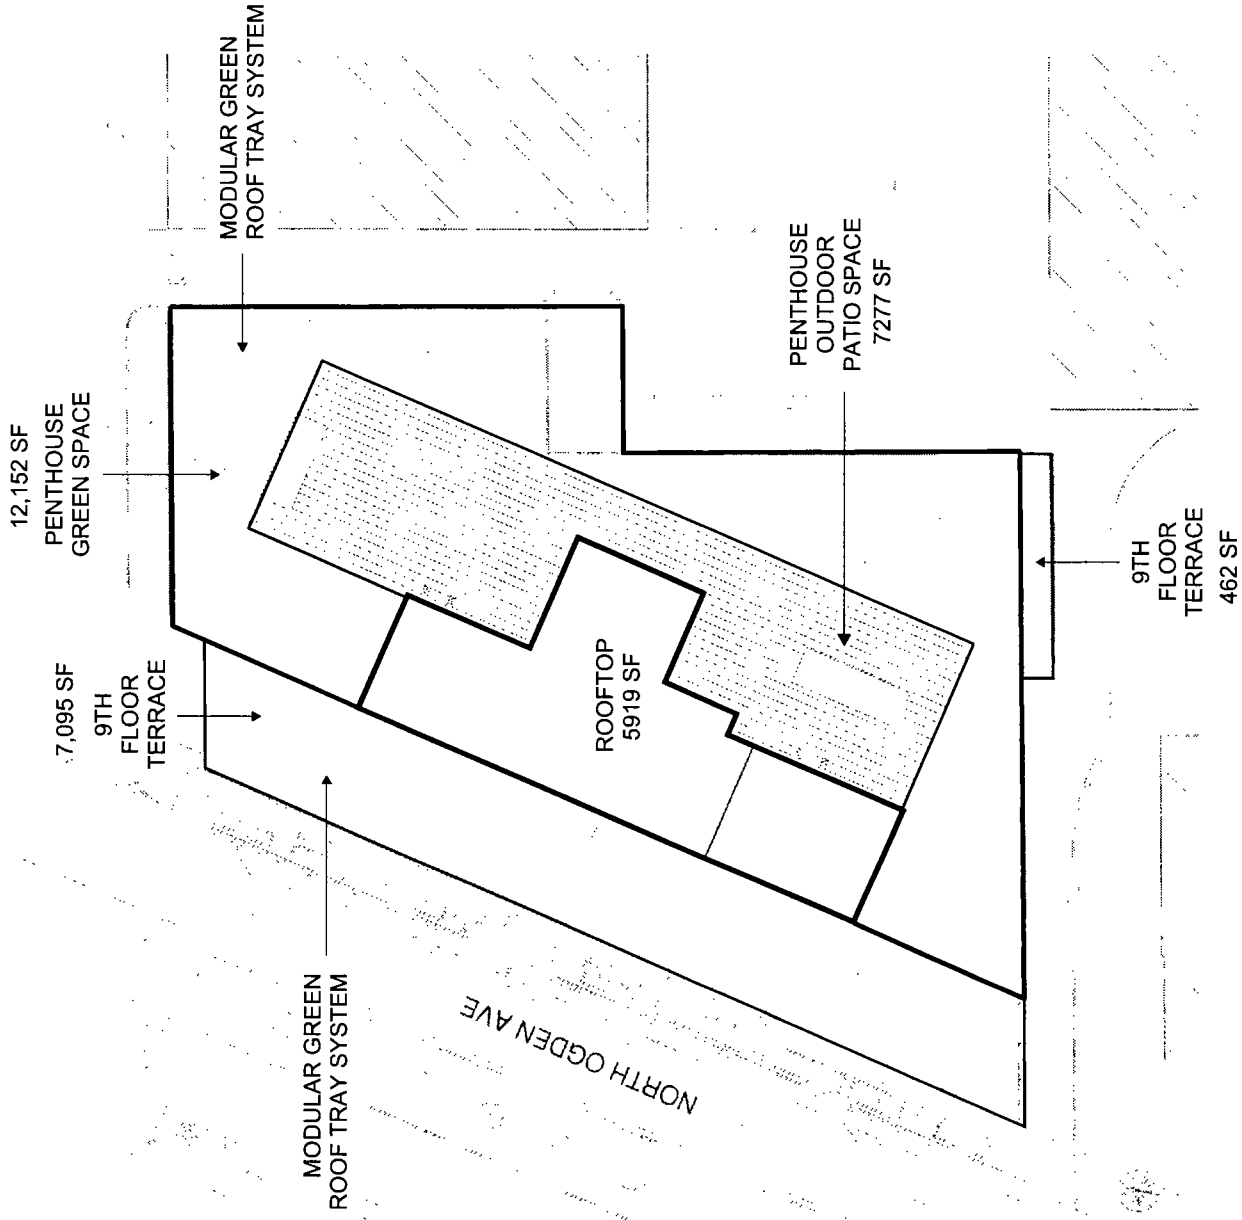 12,152 SF
PENTHOUSE
GREEN SPACE
MODULAR GREEN
ROOF TRAY SYSTEM
7,095 SF
9TH
FLOOR
TERRACE
ROOFTOP
5919 SF
PENTHOUSE
OUTDOOR
PATIO SPACE
7277 SF
MODULAR GREEN
ROOF TRAY SYSTEM
NORTH OGDEN AVE
9TH
FLOOR
TERRACE
462 SF